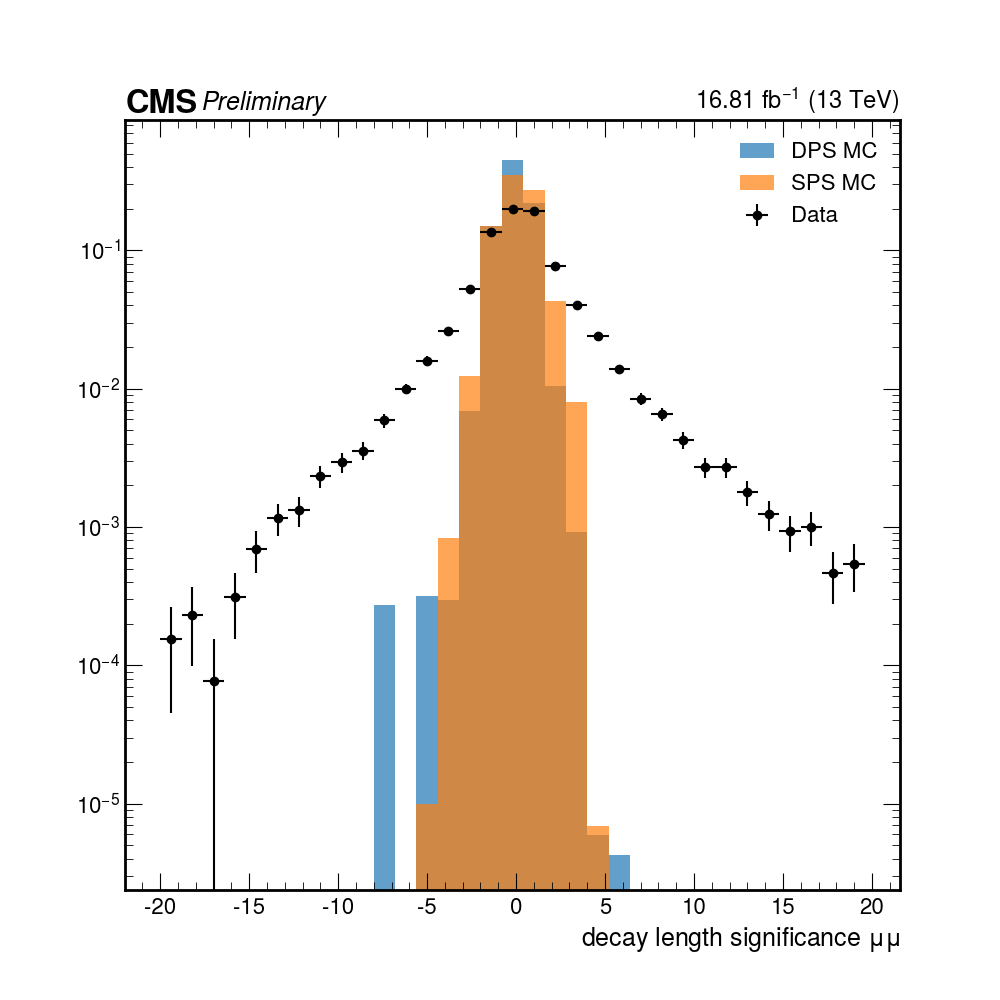 CMS Preliminary 16.81 fb⁻¹ (13 TeV)
DPS MC
SPS MC
Data
10⁻¹
10⁻²
10⁻³
10⁻⁴
10⁻⁵
-20 -15 -10 -5 0 5 10 15 20
decay length significance μμ